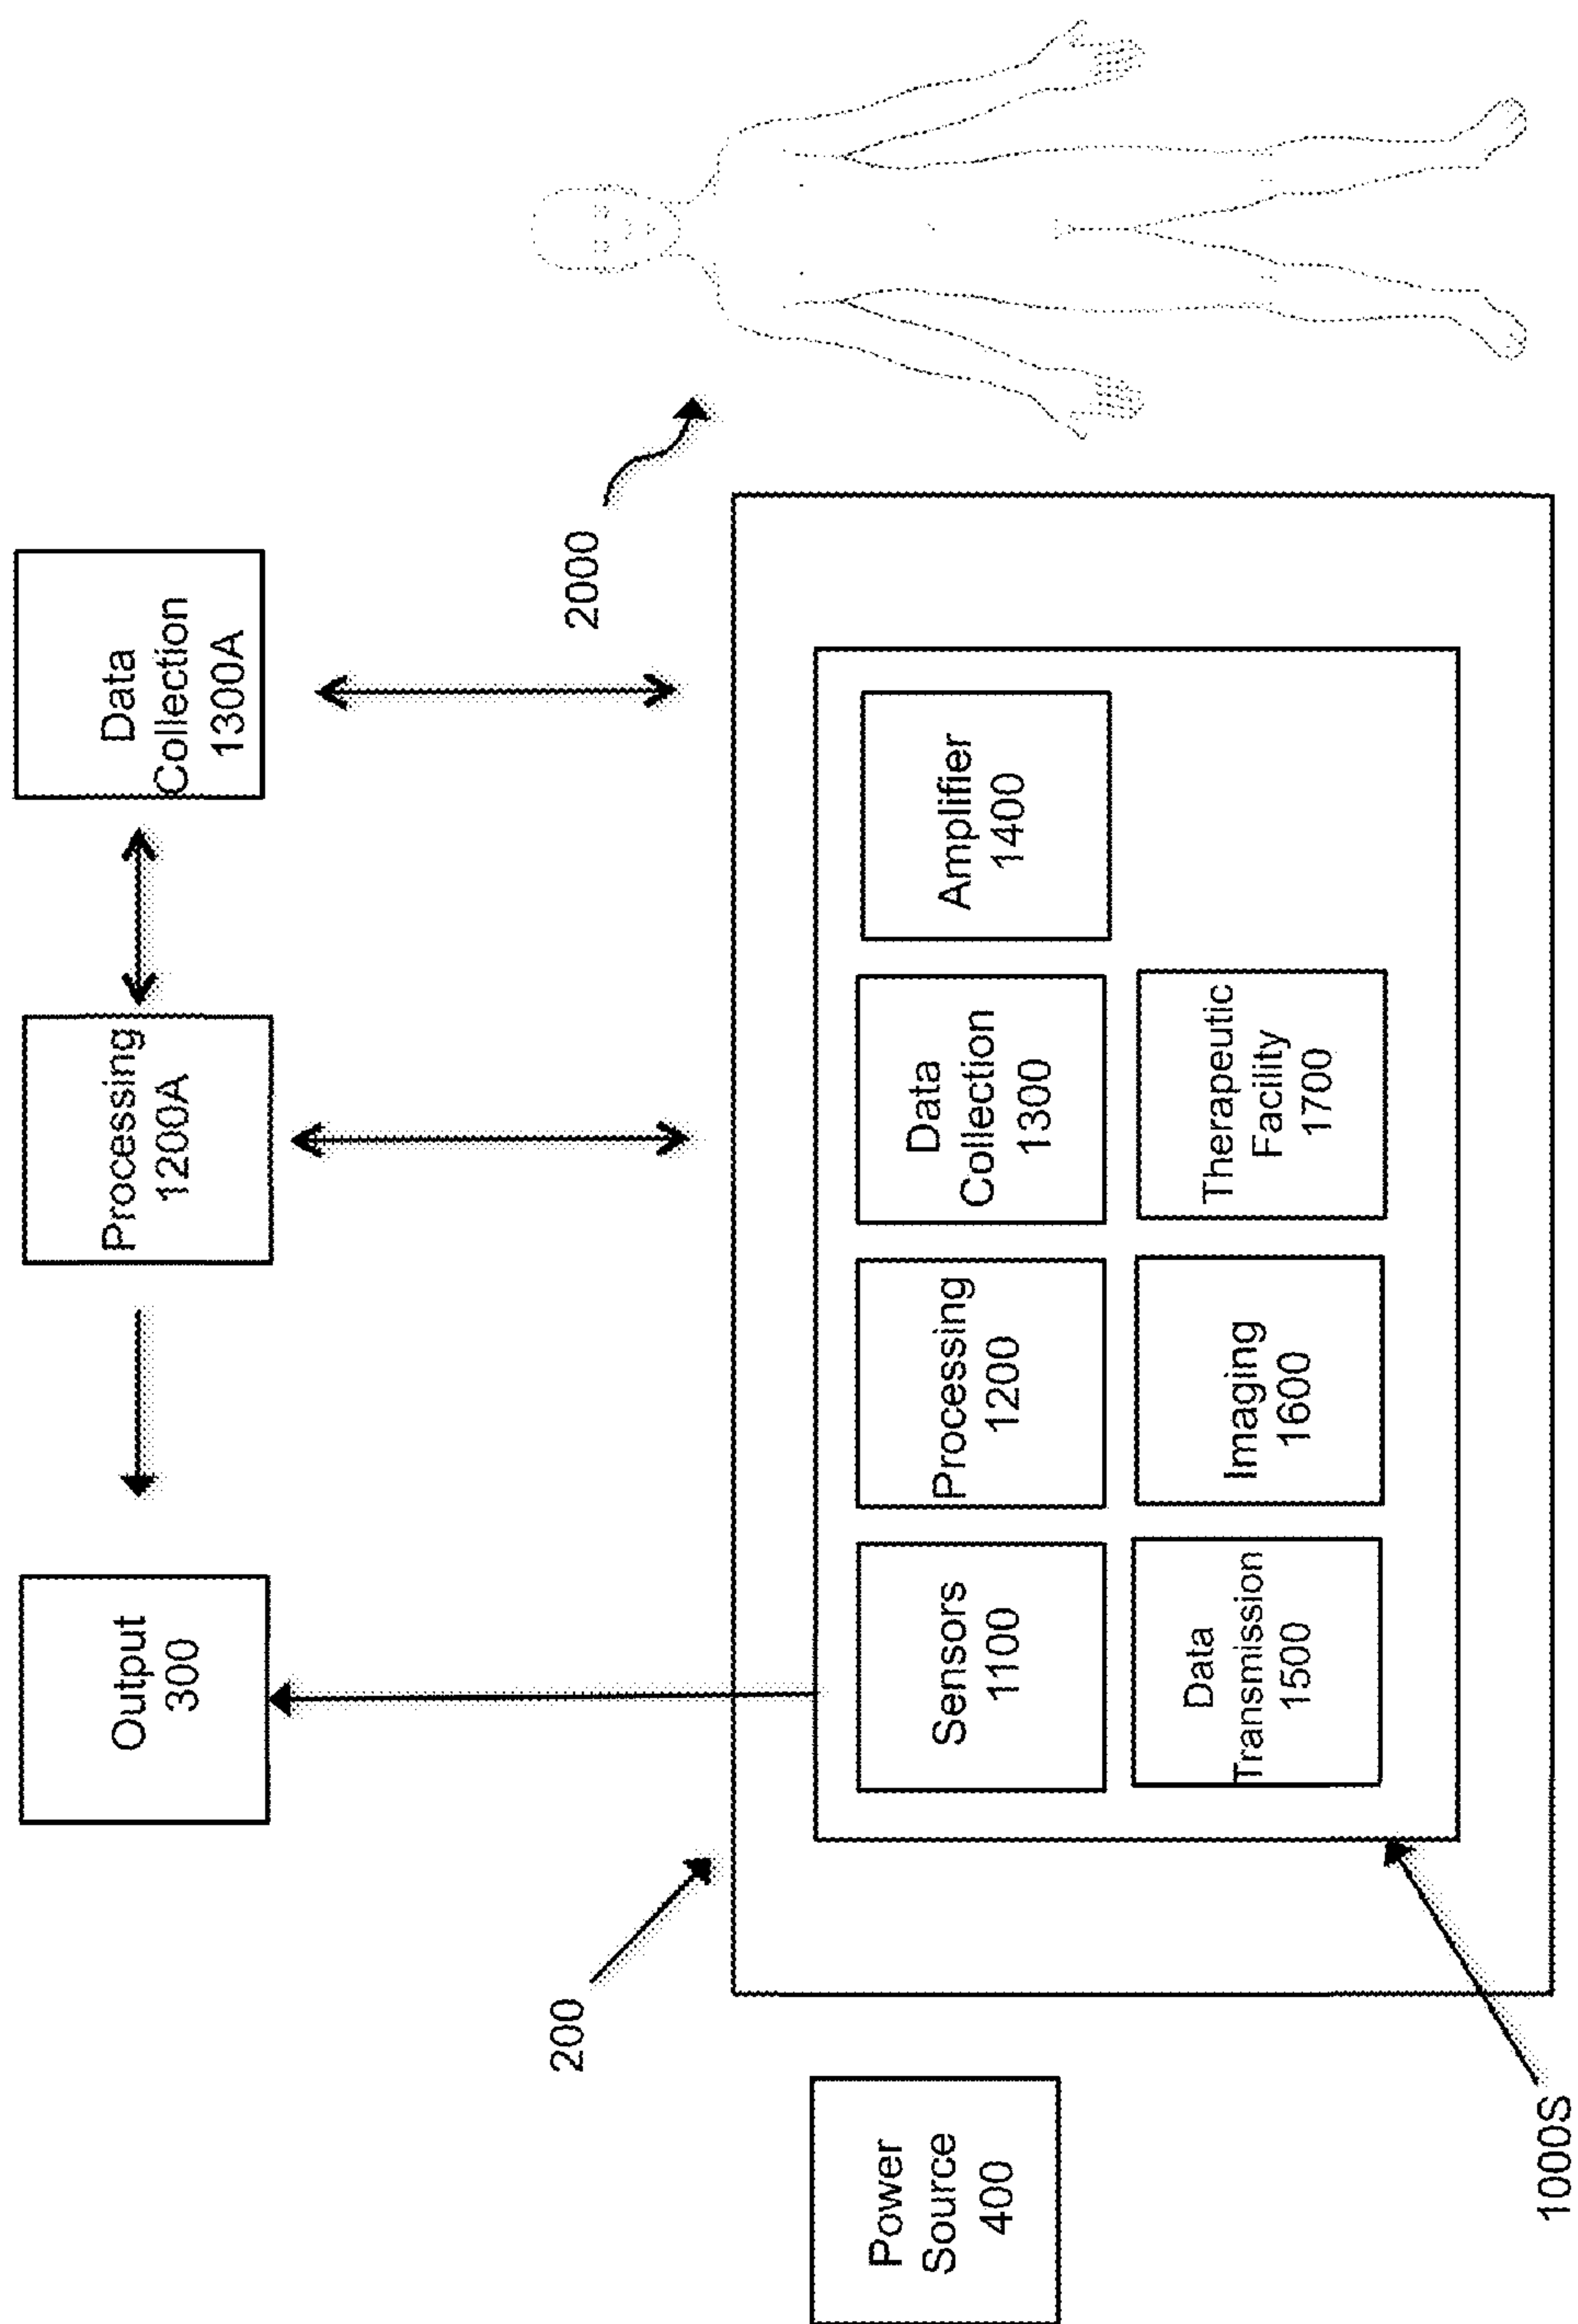 Output
300
Processing
1200A
Data
Collection
1300A
200
2000
Power
Source
400
Sensors
1100
Processing
1200
Data
Collection
1300
Amplifier
1400
Data
Transmission
1500
Imaging
1600
Therapeutic
Facility
1700
1000S